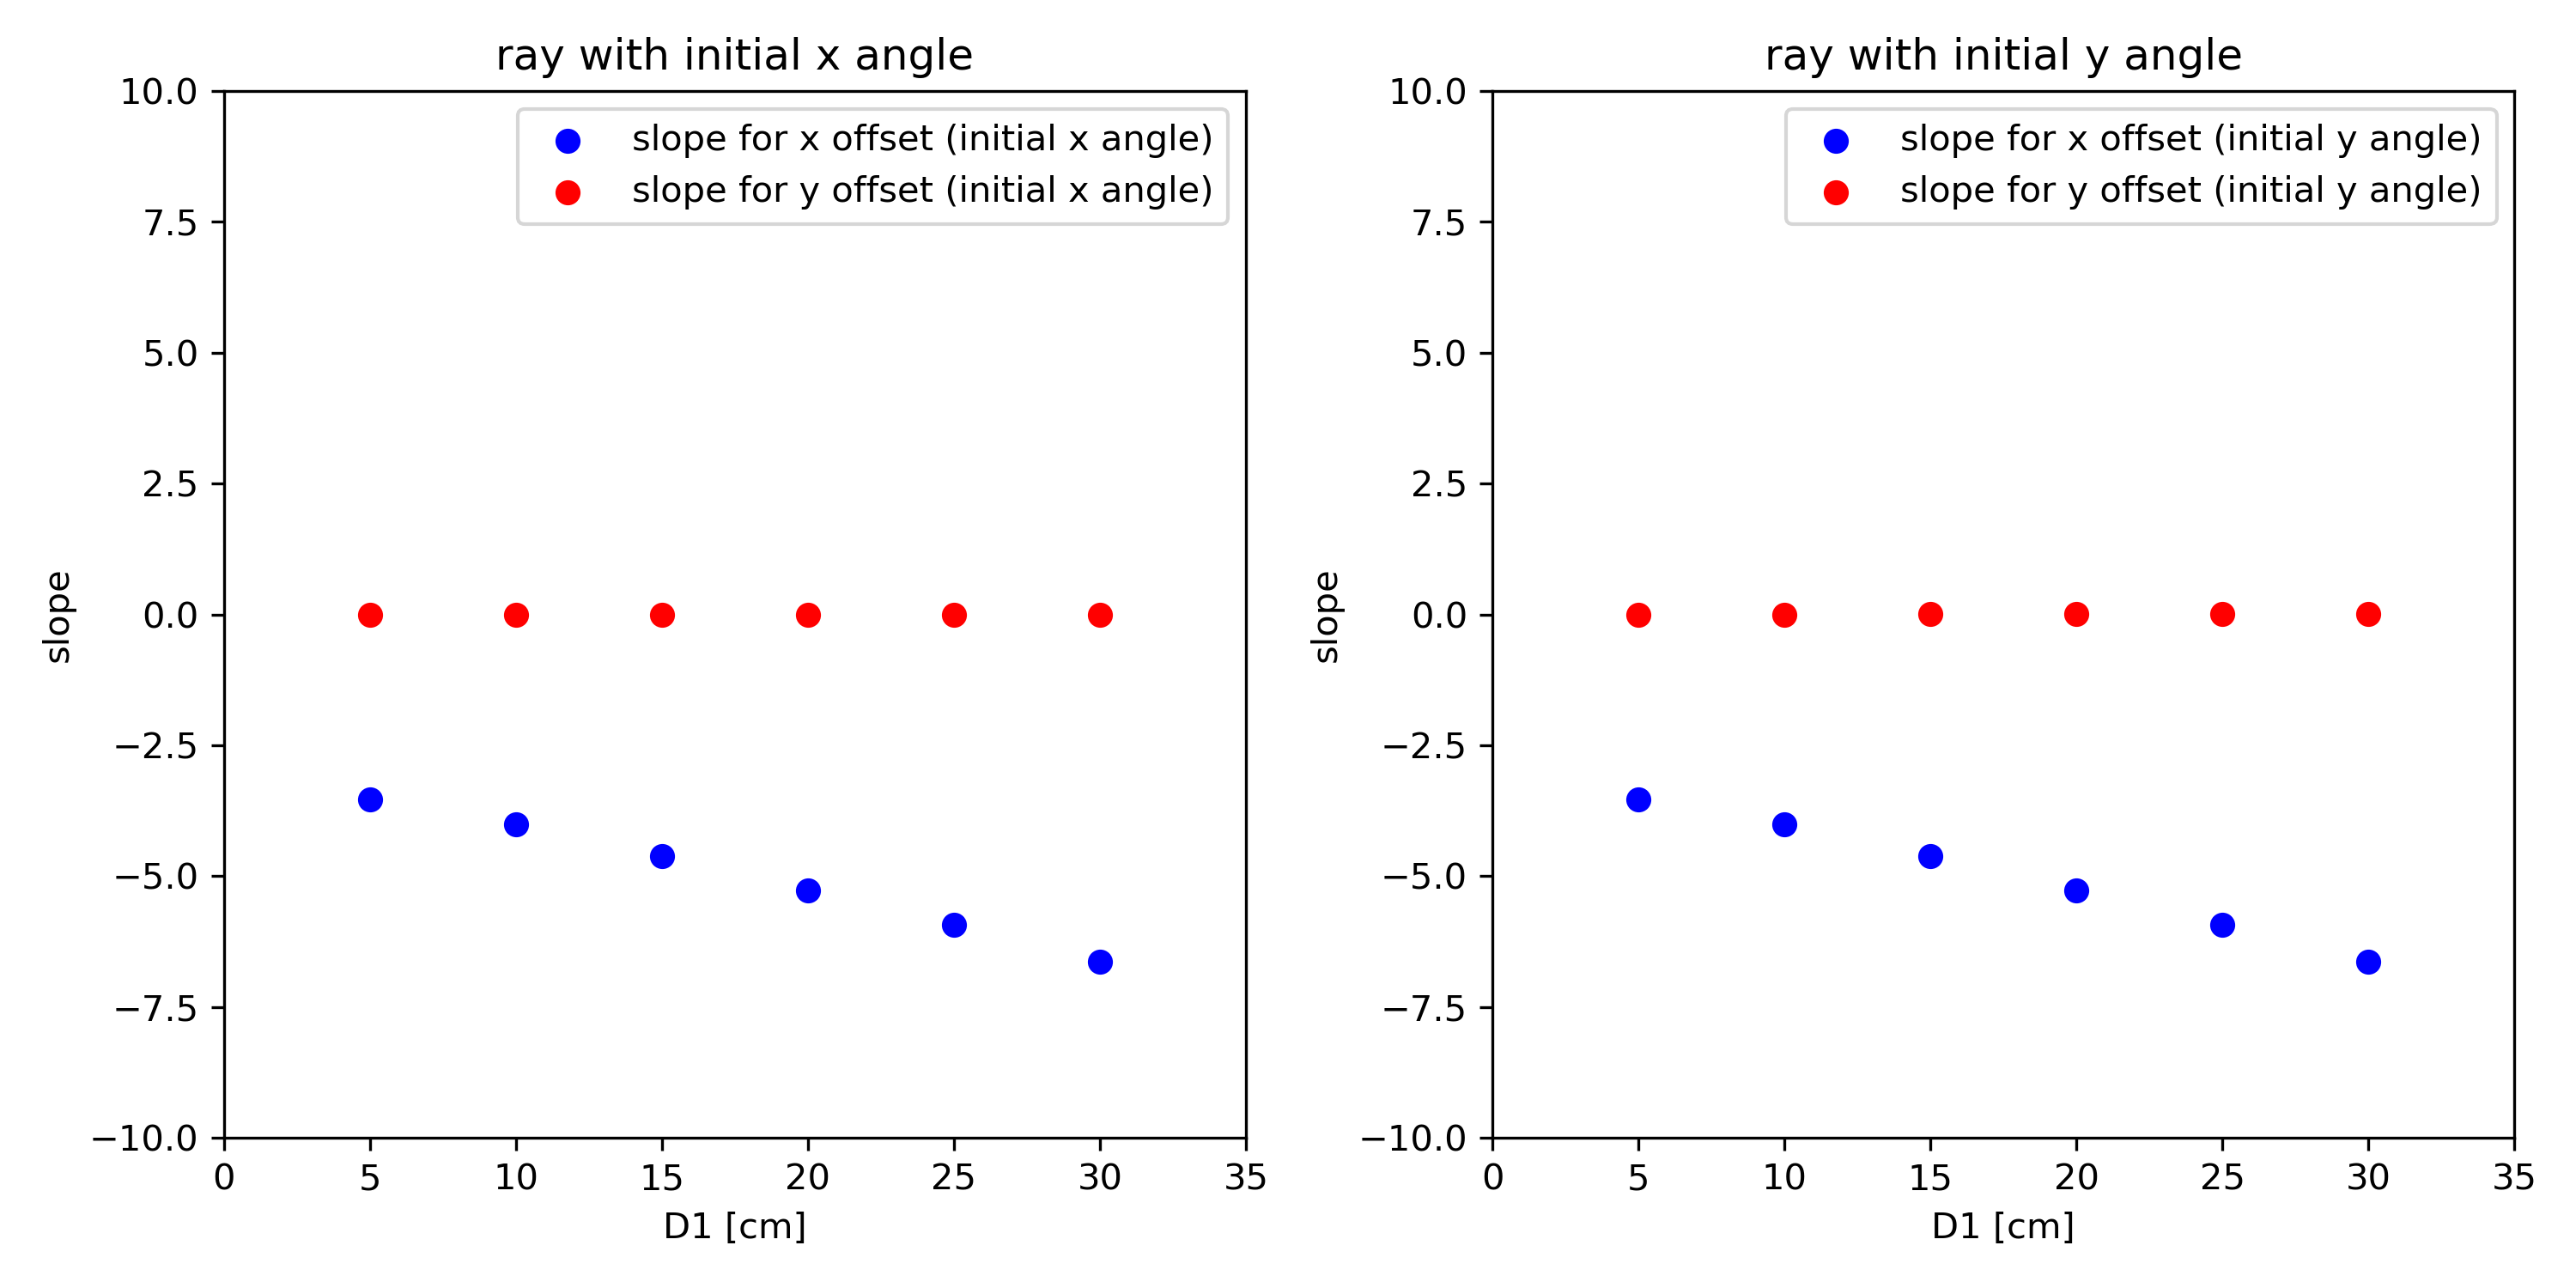 ray with initial x angle
slope for x offset (initial x angle)
slope for y offset (initial x angle)
10.0
7.5
5.0
2.5
0.0
−2.5
−5.0
−7.5
−10.0
slope
0 5 10 15 20 25 30 35
D1 [cm]
ray with initial y angle
slope for x offset (initial y angle)
slope for y offset (initial y angle)
10.0
7.5
5.0
2.5
0.0
−2.5
−5.0
−7.5
−10.0
slope
0 5 10 15 20 25 30 35
D1 [cm]